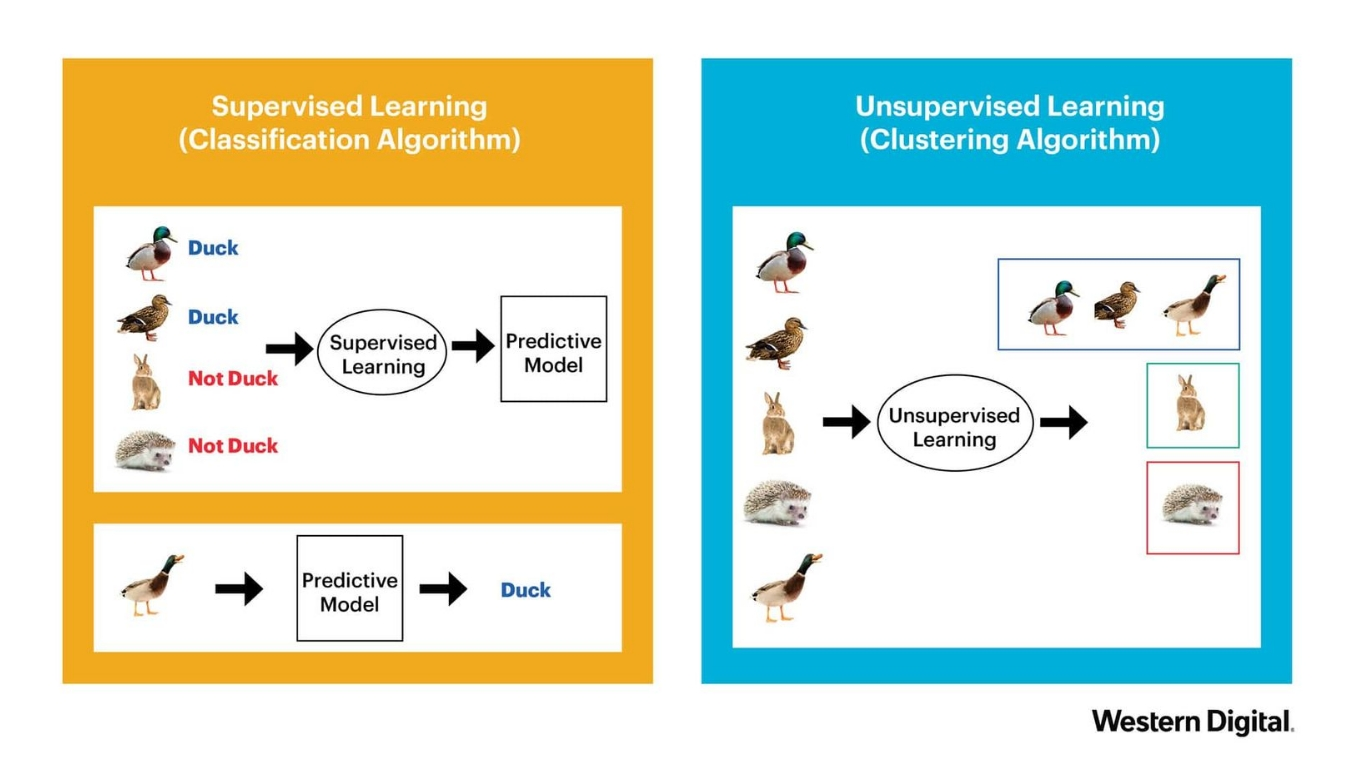 Supervised Learning
(Classification Algorithm)
Duck
Duck
Not Duck
Not Duck
Supervised
Learning
Predictive
Model
Predictive
Model
Duck
Unsupervised Learning
(Clustering Algorithm)
Unsupervised
Learning
Western Digital.